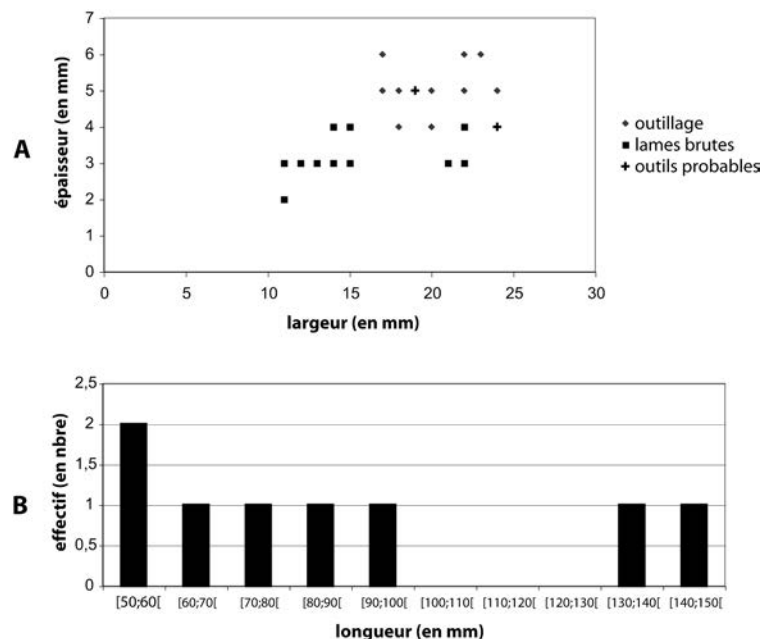 A
épaisseur (en mm)
7
6
5
4
3
2
1
0
0 5 10 15 20 25 30
largeur (en mm)
outillage
lames brutes
outils probables
B
effectif (en nbre)
2,5
2
1,5
1
0,5
0
[50;60[ [60;70[ [70;80[ [80;90[ [90;100[ [100;110[ [110;120[ [120;130[ [130;140[ [140;150[
longueur (en mm)